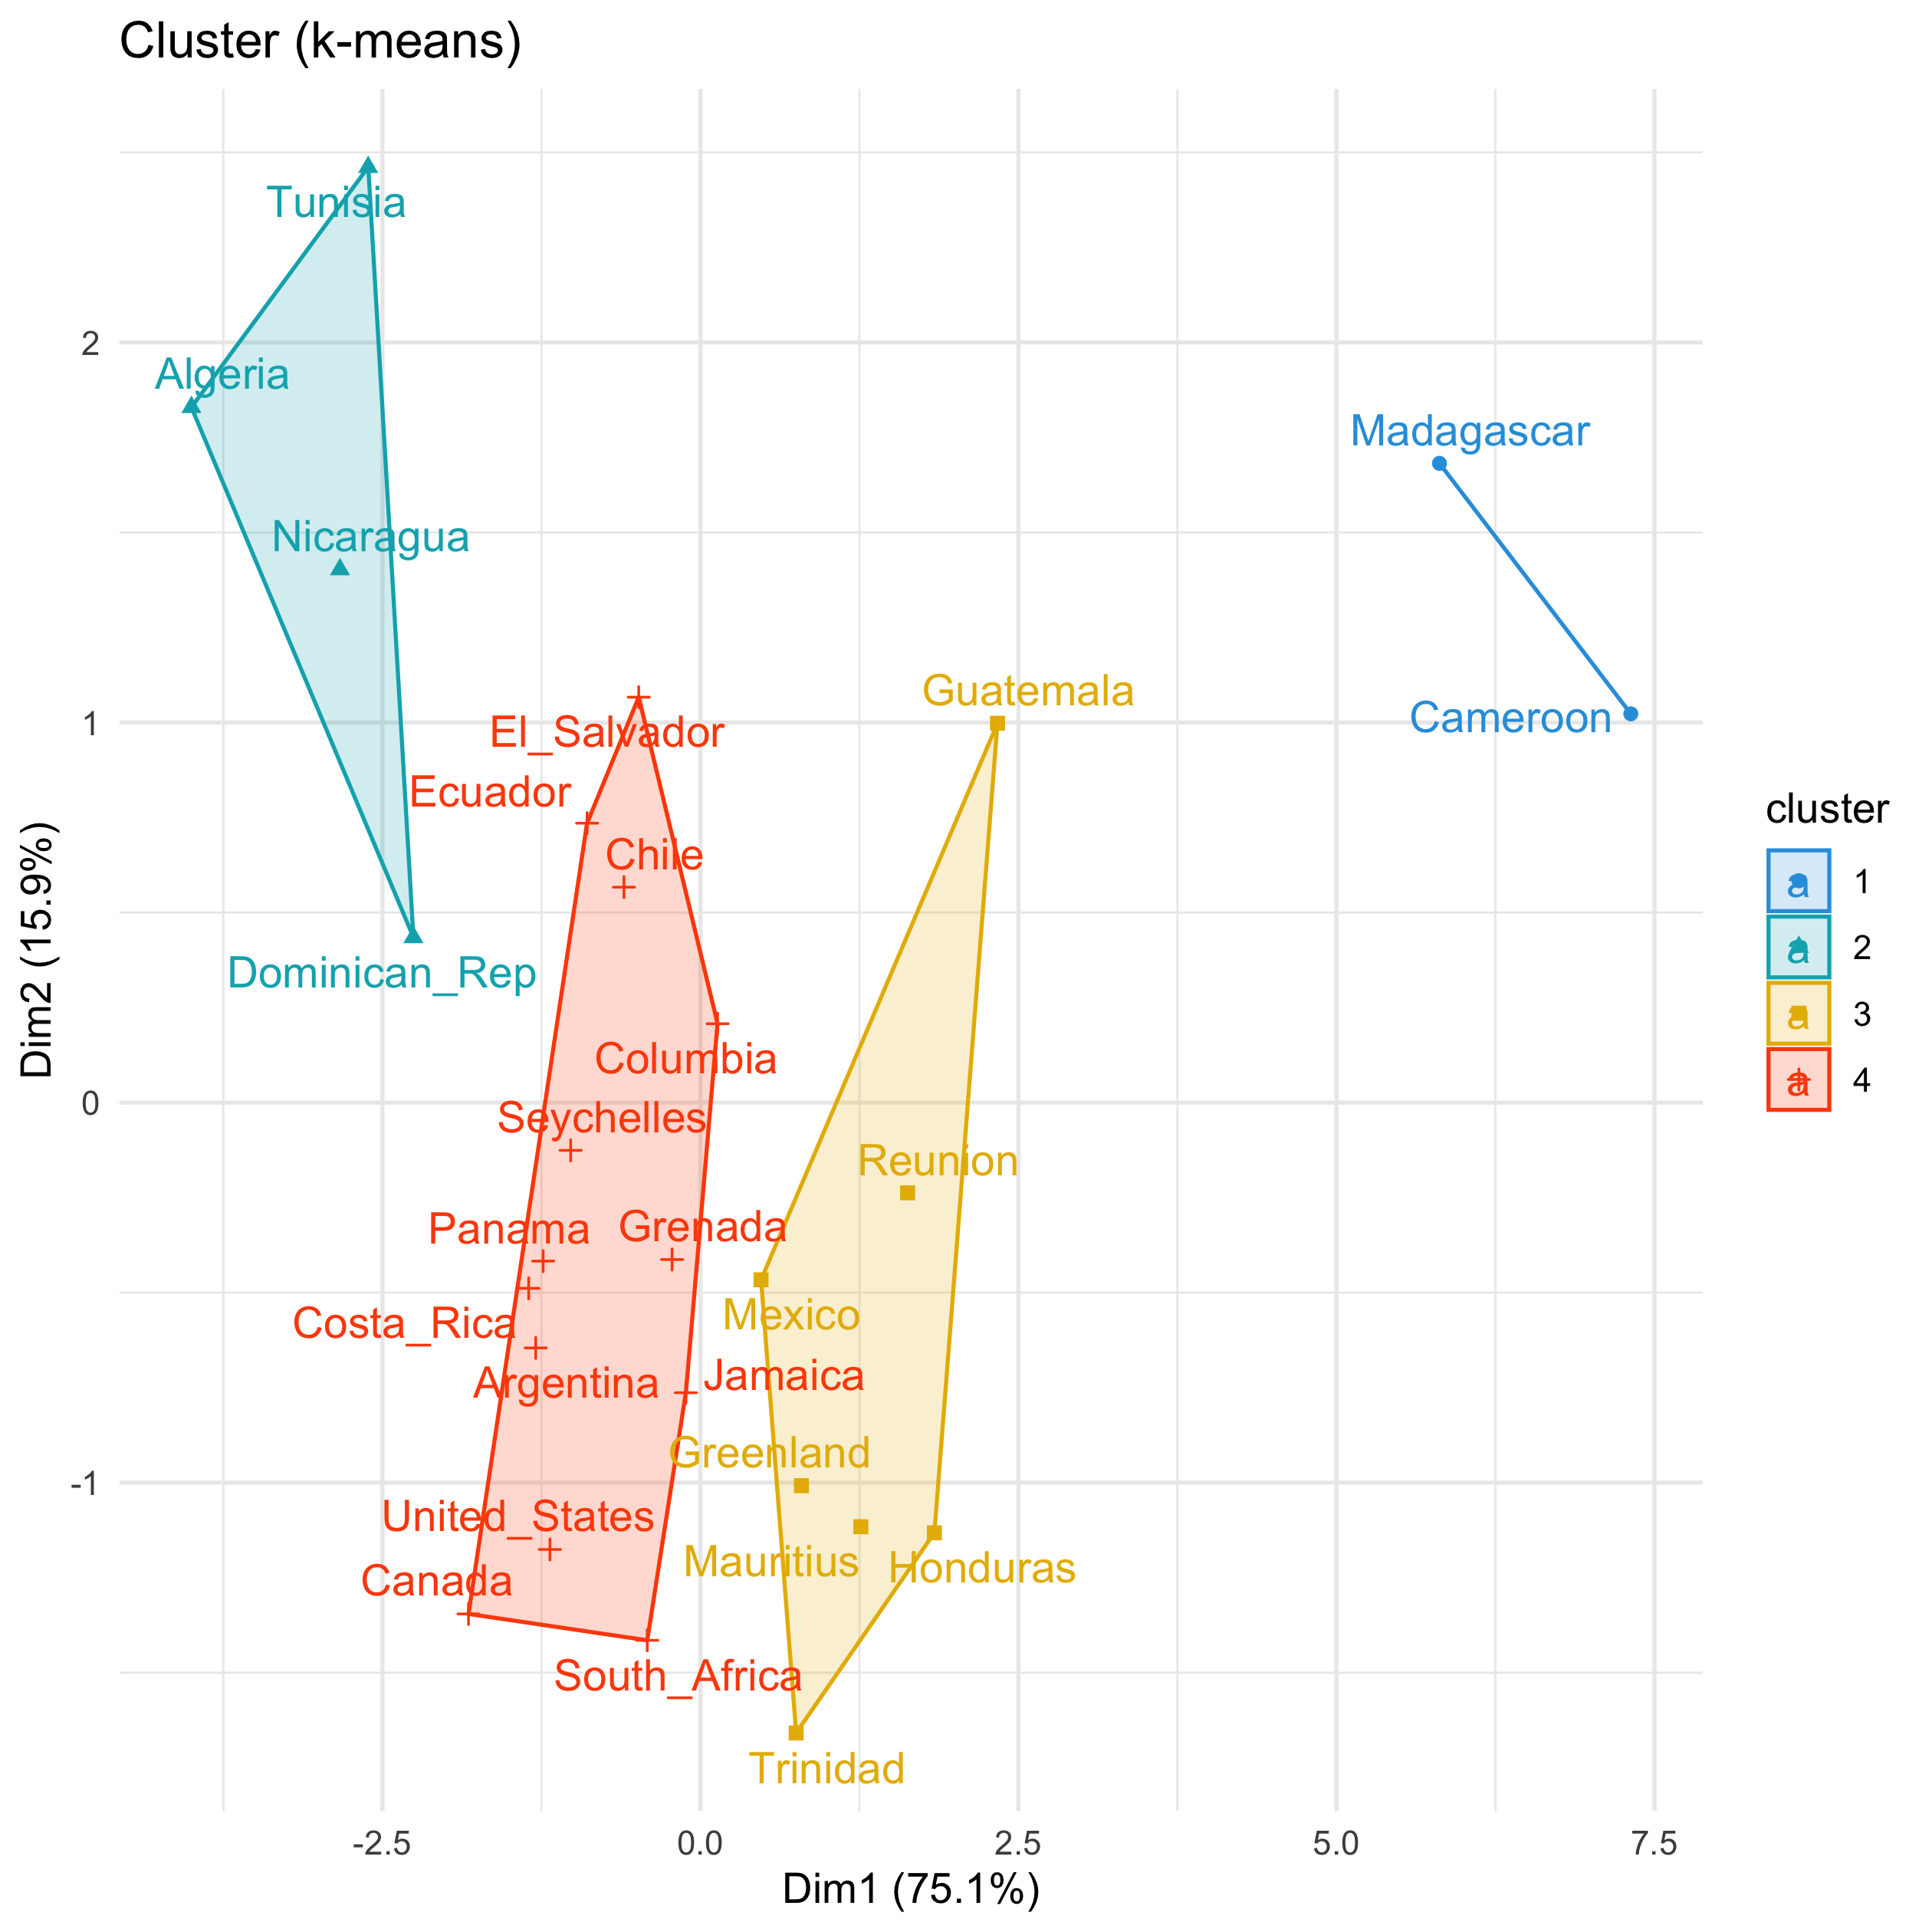 Cluster (k-means)
Tunisia
2
Algeria
Madagascar
Nicaragua
Guatemala
Cameroon
1
El_Salvador
Ecuador
Chile
Dominican_Rep
Columbia
0
Seychelles
Reunion
Panama
Grenada
Mexico
Costa_Rica
Argentina
Jamaica
Greenland
-1
United_States
Mauritius
Honduras
Canada
South_Africa
Trinidad
-2.5
0.0
2.5
5.0
7.5
Dim1 (75.1%)
Dim2 (15.9%)
cluster
a 1
a 2
a 3
a 4